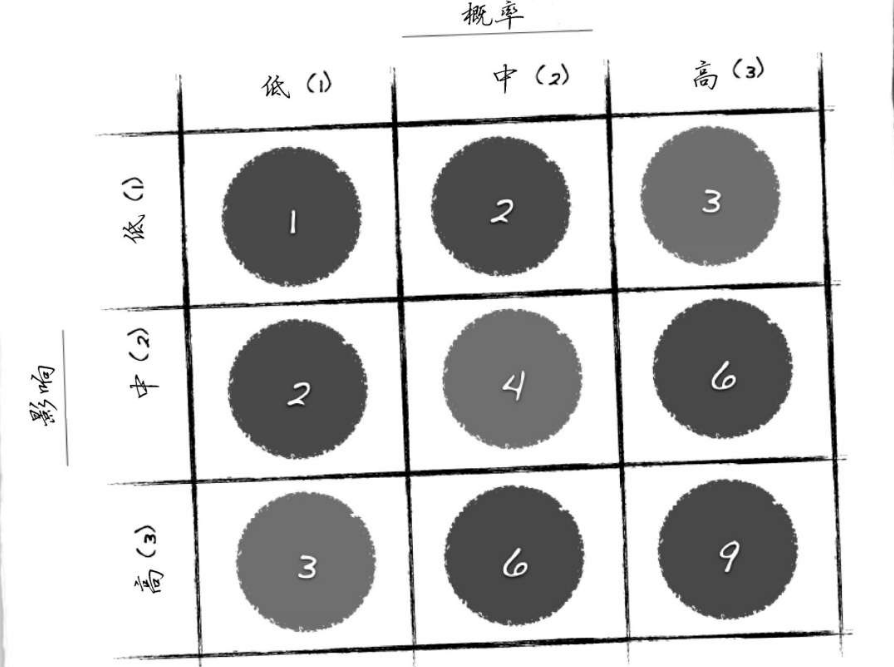 概率
低（1） 中（2） 高（3）
低（1） 1 2 3
影响
中（2） 2 4 6
高（3） 3 6 9